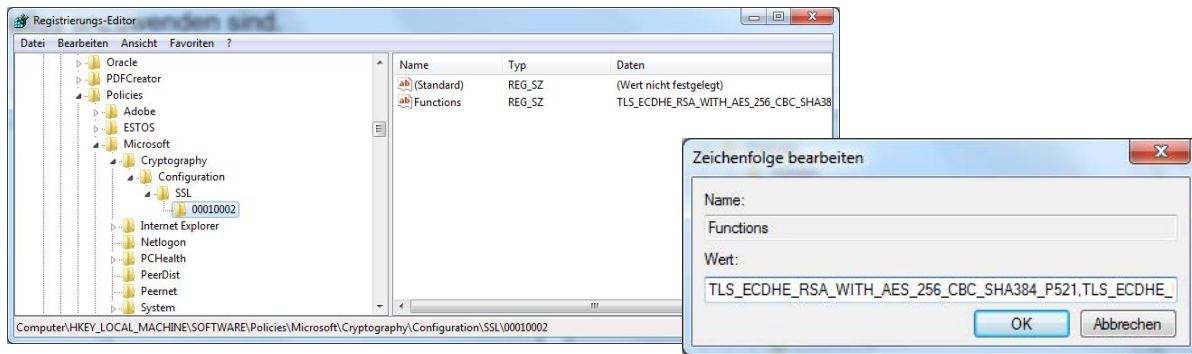 Registrierungs-Editor
Datei Bearbeiten Ansicht Favoriten ?
Oracle
PDFCreator
Policies
Adobe
ESTOS
Microsoft
Cryptography
Configuration
SSL
00010002
Internet Explorer
Netlogon
PCHealth
PeerDist
Peernet
System
Name Typ Daten
(Standard) REG_SZ (Wert nicht festgelegt)
Functions REG_SZ TLS_ECDHE_RSA_WITH_AES_256_CBC_SHA38
Computer\HKEY_LOCAL_MACHINE\SOFTWARE\Policies\Microsoft\Cryptography\Configuration\SSL\00010002
Zeichenfolge bearbeiten
Name:
Functions
Wert:
TLS_ECDHE_RSA_WITH_AES_256_CBC_SHA384_P521,TLS_ECDHE_
OK Abbrechen